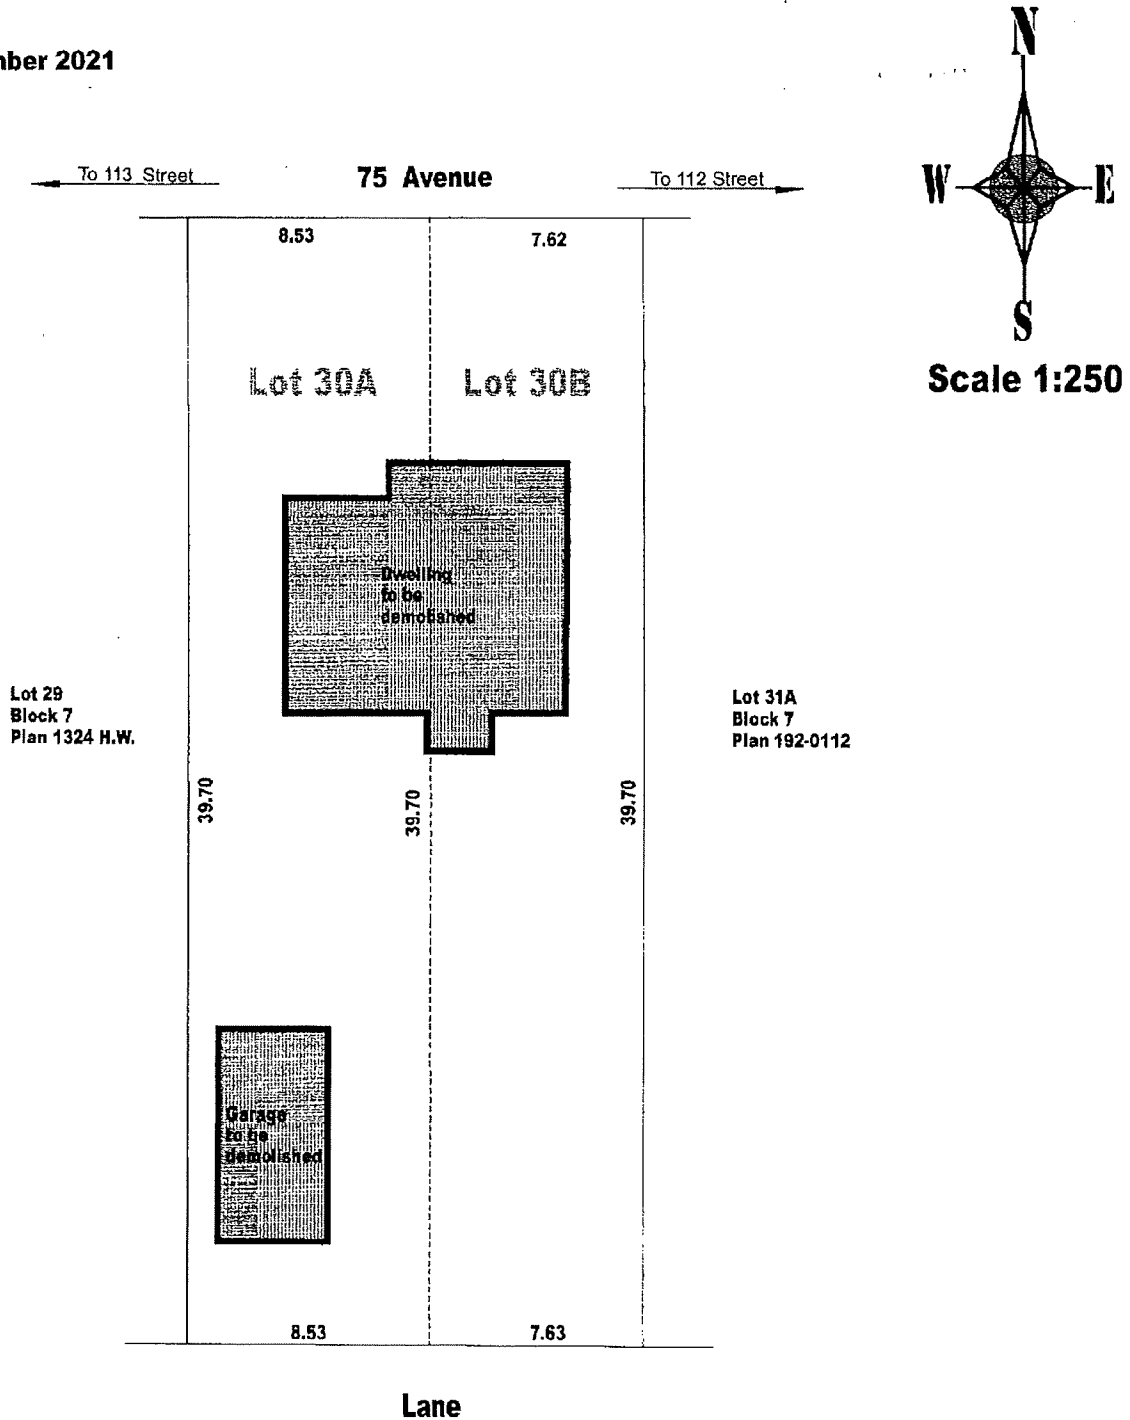 N
2021
To 113 Street
75 Avenue
To 112 Street
W
E
8.53
7.62
S
Lot 30A
Lot 30B
Scale 1:250
Dwelling
to be
demolished
Lot 29
Block 7
Plan 1324 H.W.
Lot 31A
Block 7
Plan 192-0112
39.70
39.70
39.70
Garage
to be
demolished
8.53
7.63
Lane